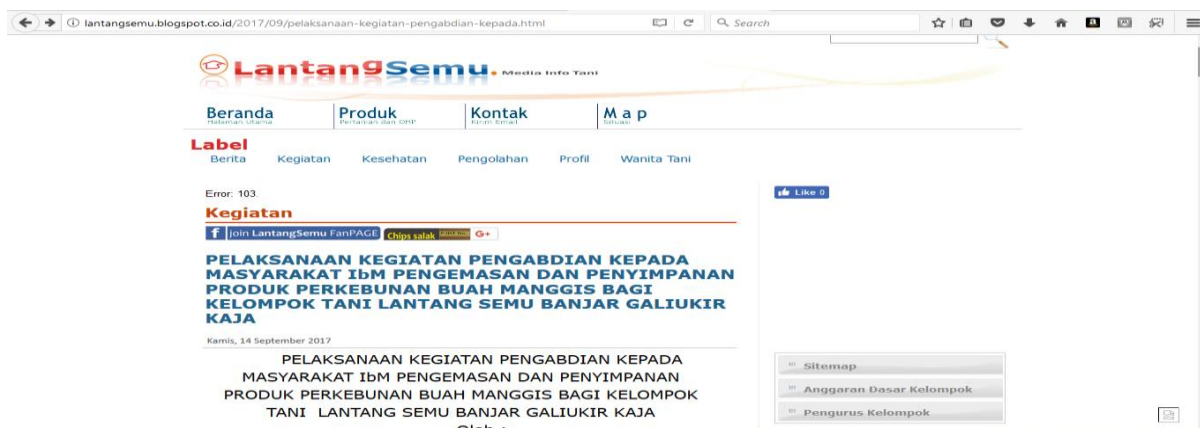 lantangsemu.blogspot.co.id/2017/09/pelaksanaan-kegiatan-pengabdian-kepada.html
Search
LantangSemu. Media Info Tani
Beranda Produk Kontak Map
Halaman Utama Pertanian dan OHP Kirim Email Situasi
Label
Berita Kegiatan Kesehatan Pengolahan Profil Wanita Tani
Error: 103.
Like 0
Kegiatan
f Join LantangSemu FanPAGE Chips salak G+
PELAKSANAAN KEGIATAN PENGABDIAN KEPADA
MASYARAKAT IbM PENGEMASAN DAN PENYIMPANAN
PRODUK PERKEBUNAN BUAH MANGGIS BAGI
KELOMPOK TANI LANTANG SEMU BANJAR GALIUKIR
KAJA
Kamis, 14 September 2017
PELAKSANAAN KEGIATAN PENGABDIAN KEPADA
MASYARAKAT IbM PENGEMASAN DAN PENYIMPANAN
PRODUK PERKEBUNAN BUAH MANGGIS BAGI KELOMPOK
TANI LANTANG SEMU BANJAR GALIUKIR KAJA
Oleh :
Sitemap
Anggaran Dasar Kelompok
Pengurus Kelompok